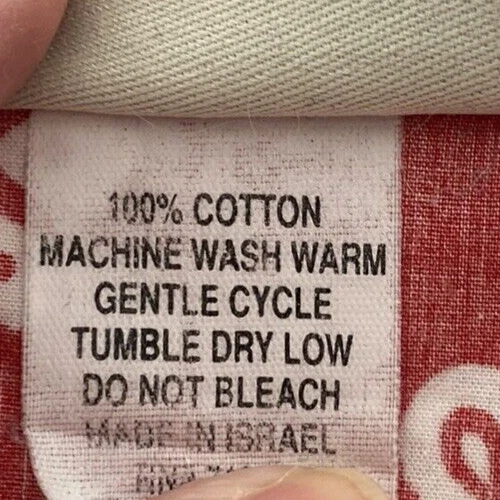 100% COTTON
MACHINE WASH WARM
GENTLE CYCLE
TUMBLE DRY LOW
DO NOT BLEACH
MADE IN ISRAEL